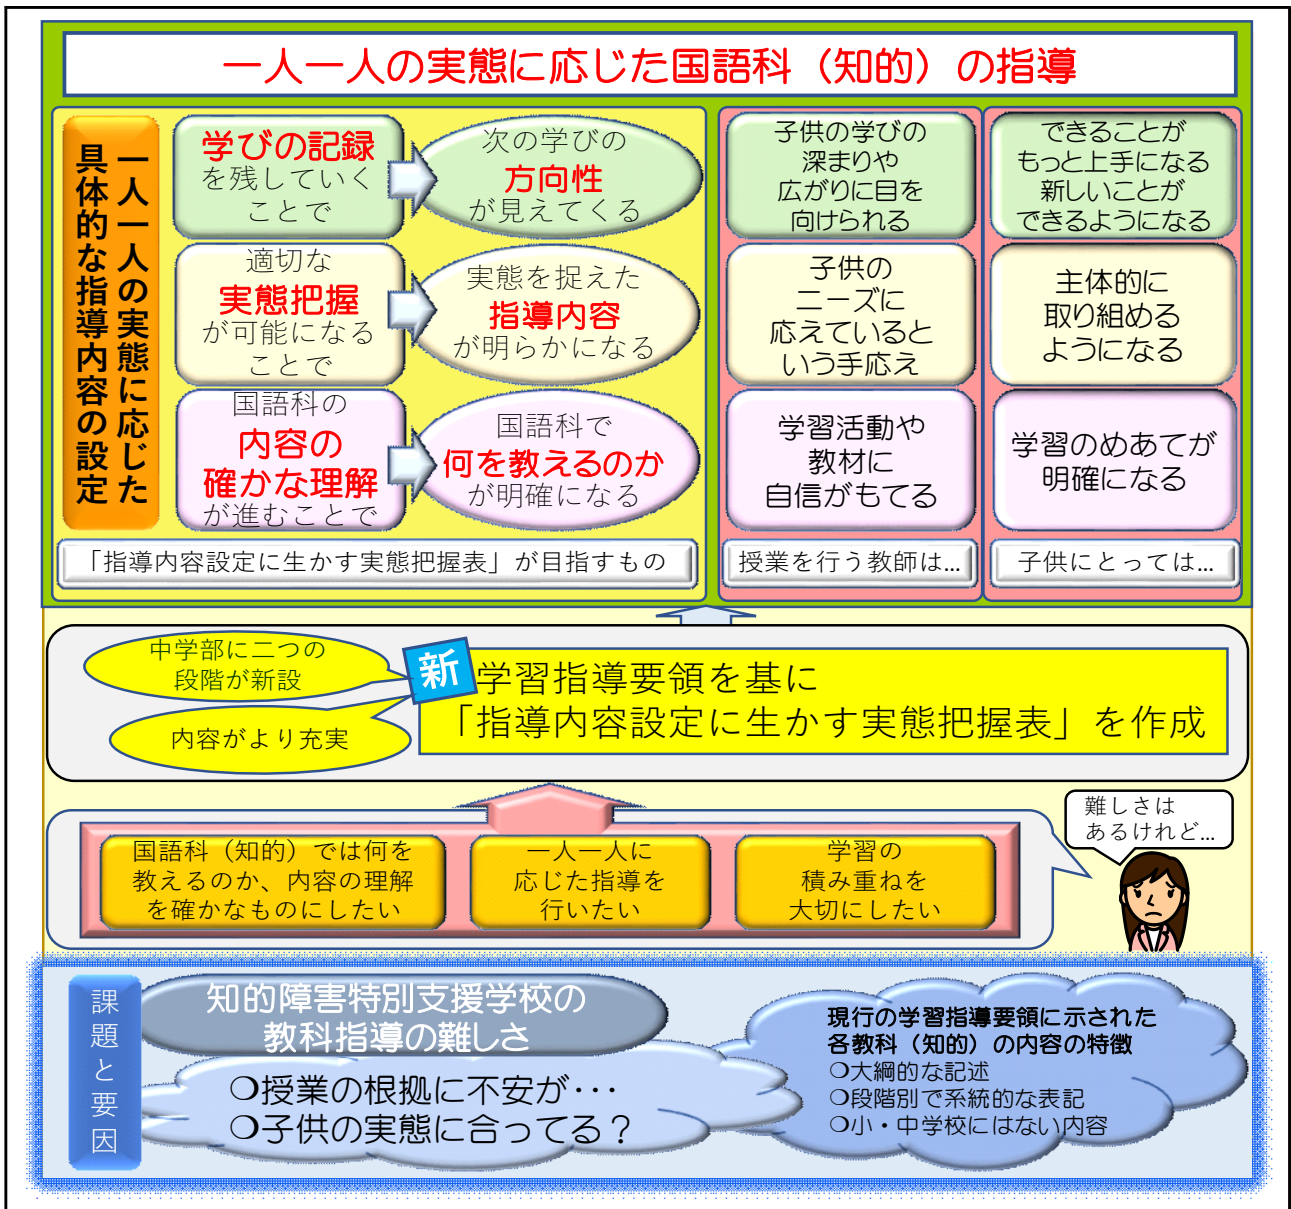 一人一人の実態に応じた国語科（知的）の指導
一人一人の実態に応じた
具体的な指導内容の設定
学びの記録
を残していく
ことで
次の学びの
方向性
が見えてくる
適切な
実態把握
が可能になる
ことで
実態を捉えた
指導内容
が明らかになる
国語科の
内容の
確かな理解
が進むことで
国語科で
何を教えるのか
が明確になる
「指導内容設定に生かす実態把握表」が目指すもの
子供の学びの
深まりや
広がりに目を
向けられる
子供の
ニーズに
応えていると
いう手応え
学習活動や
教材に
自信がもてる
授業を行う教師は…
できることが
もっと上手になる
新しいことが
できるようになる
主体的に
取り組める
ようになる
学習のめあてが
明確になる
子供にとっては…
中学部に二つの
段階が新設
内容がより充実
新
学習指導要領を基に
「指導内容設定に生かす実態把握表」を作成
国語科（知的）では何を
教えるのか、内容の理解
を確かなものにしたい
一人一人に
応じた指導を
行いたい
学習の
積み重ねを
大切にしたい
難しさは
あるけれど…
課題と要因
知的障害特別支援学校の
教科指導の難しさ
○授業の根拠に不安が・・・
○子供の実態に合ってる？
現行の学習指導要領に示された
各教科（知的）の内容の特徴
○大綱的な記述
○段階別で系統的な表記
○小・中学校にはない内容